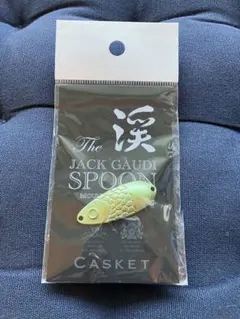 The 渓
JACK GAUDI
SPOON
CASKET